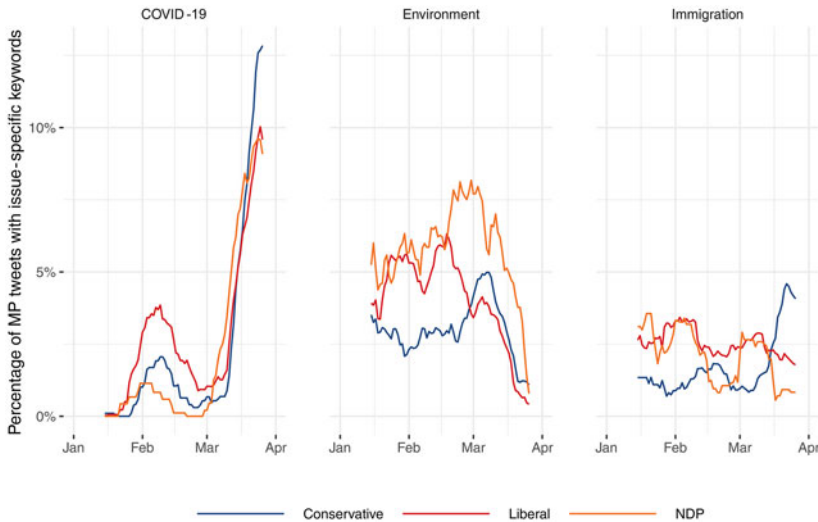 COVID-19 Environment Immigration
Percentage of MP tweets with issue-specific keywords
10%
5%
0%
Jan Feb Mar Apr Jan Feb Mar Apr Jan Feb Mar Apr
Conservative Liberal NDP